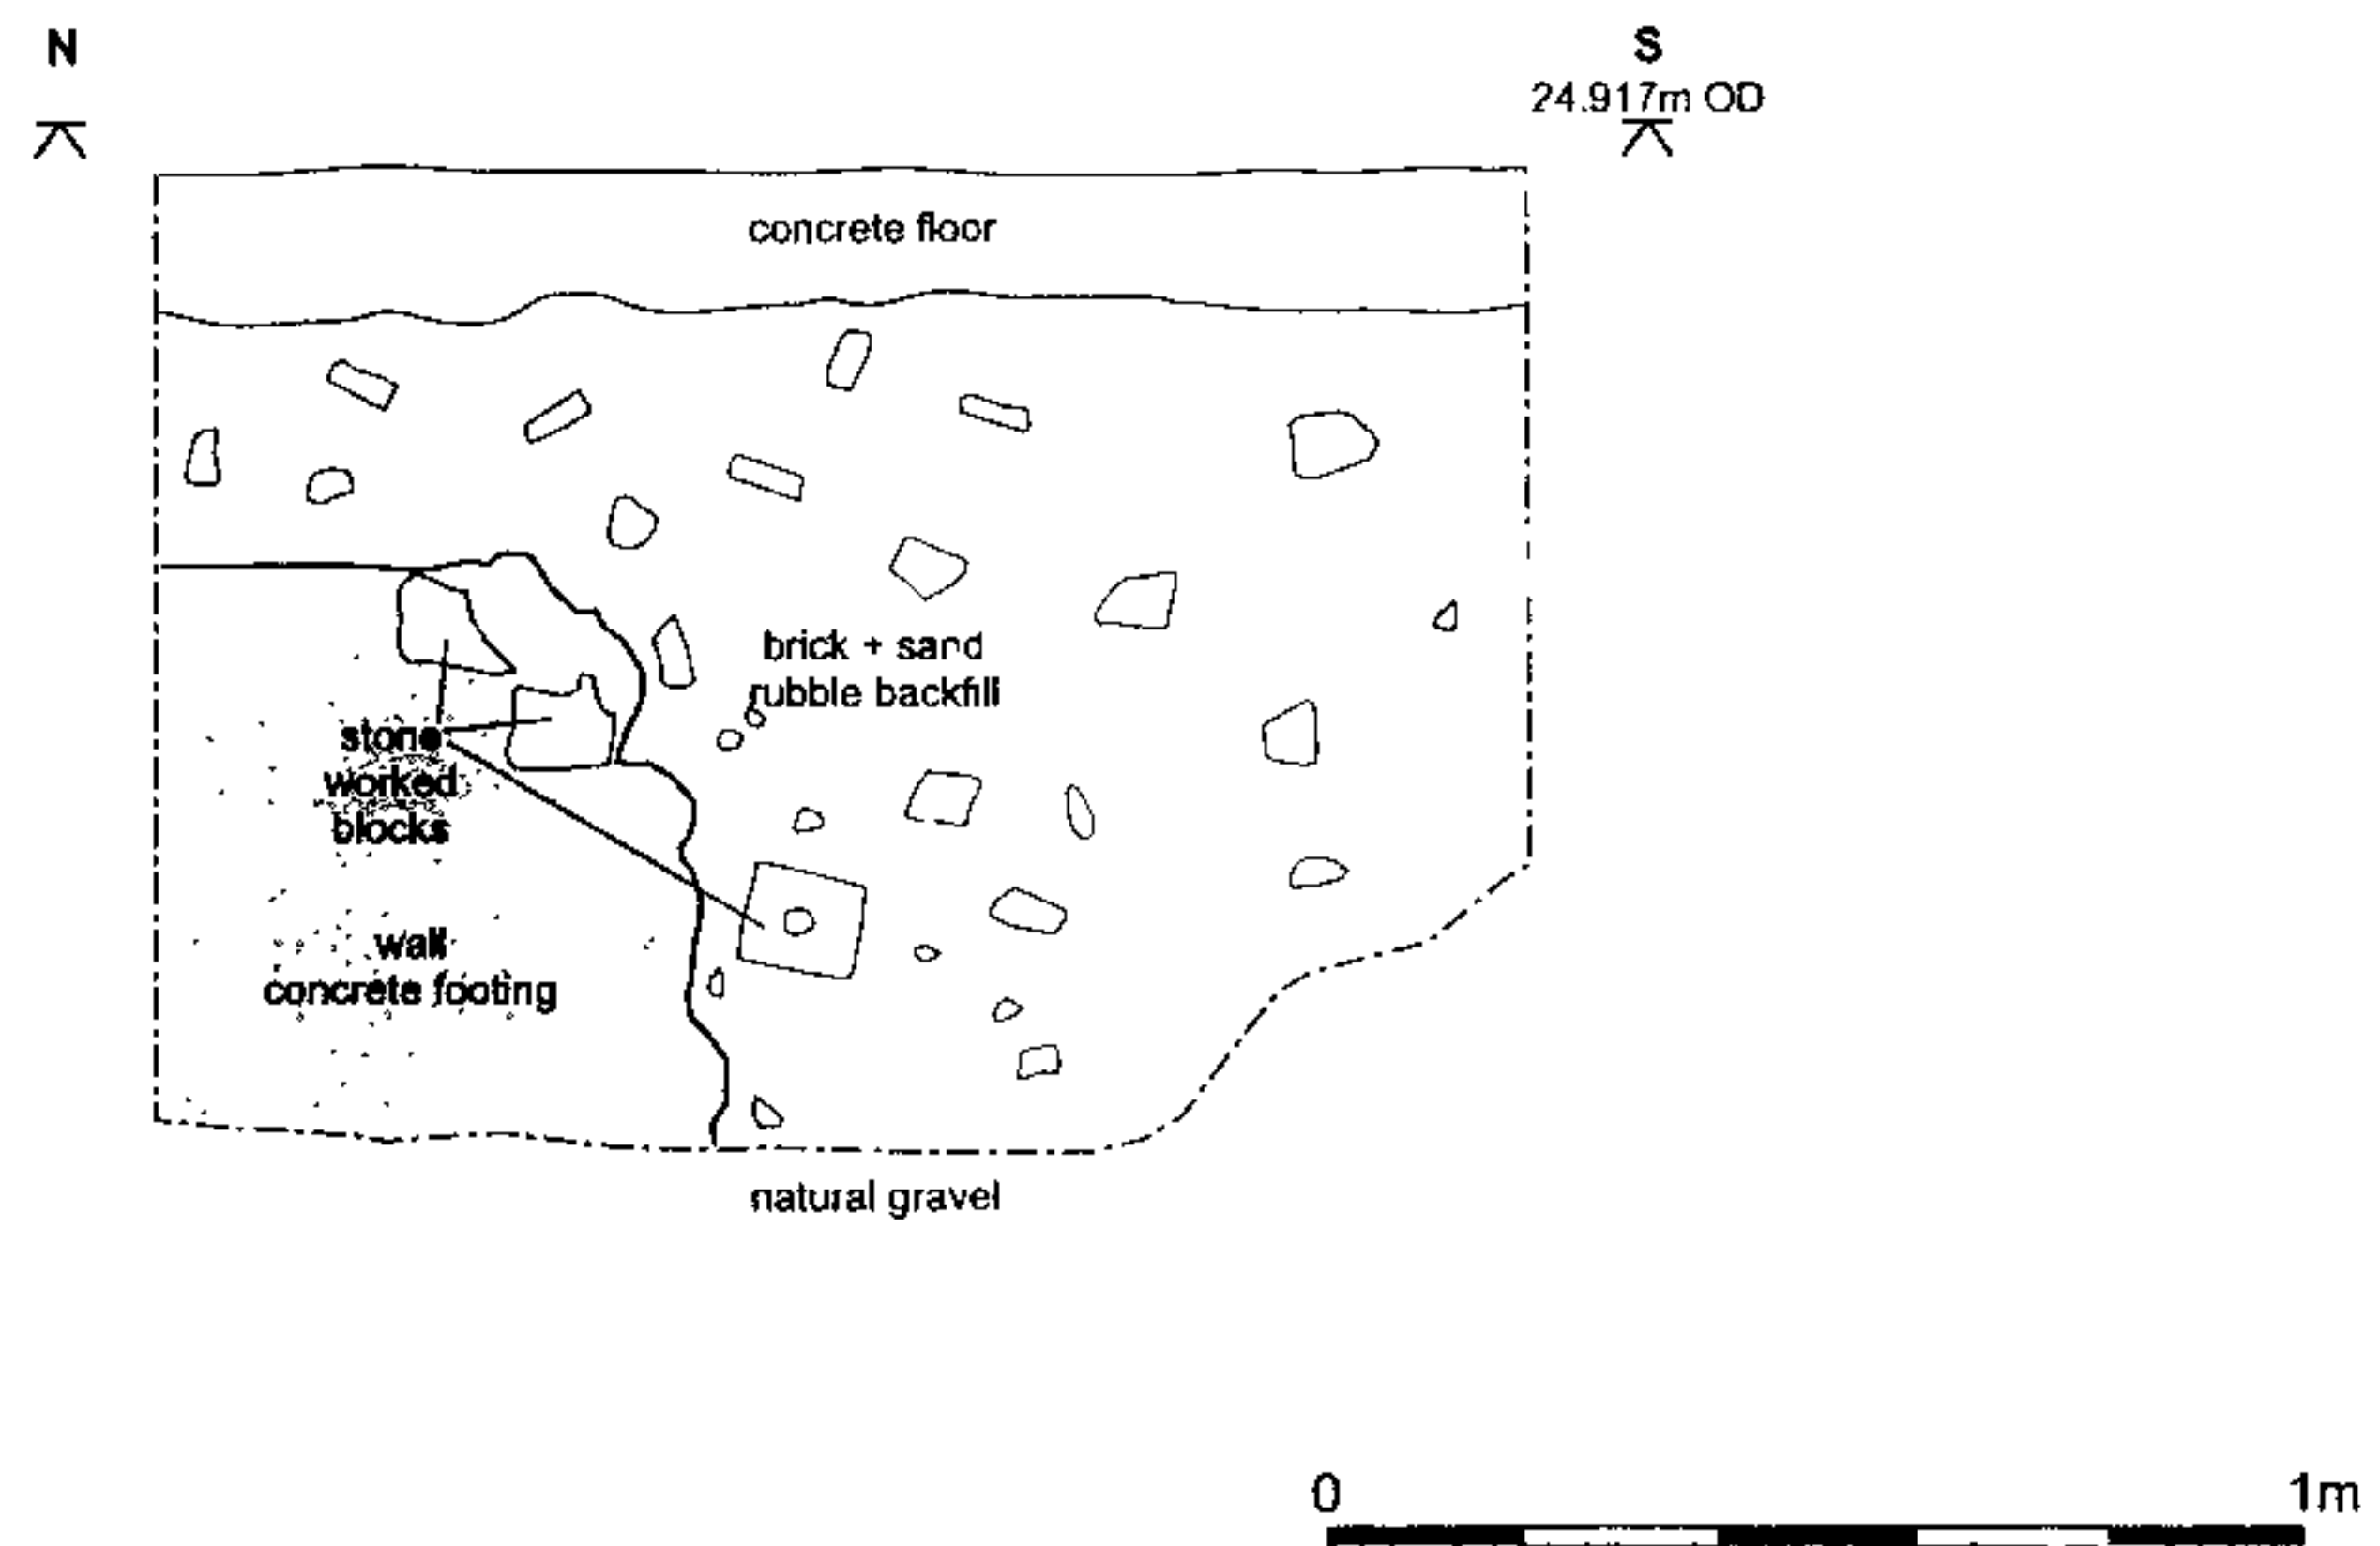 N
S
24.917m OD
concrete floor
brick + sand
rubble backfill
stone
worked
blocks
wall
concrete footing
natural gravel
0
1m